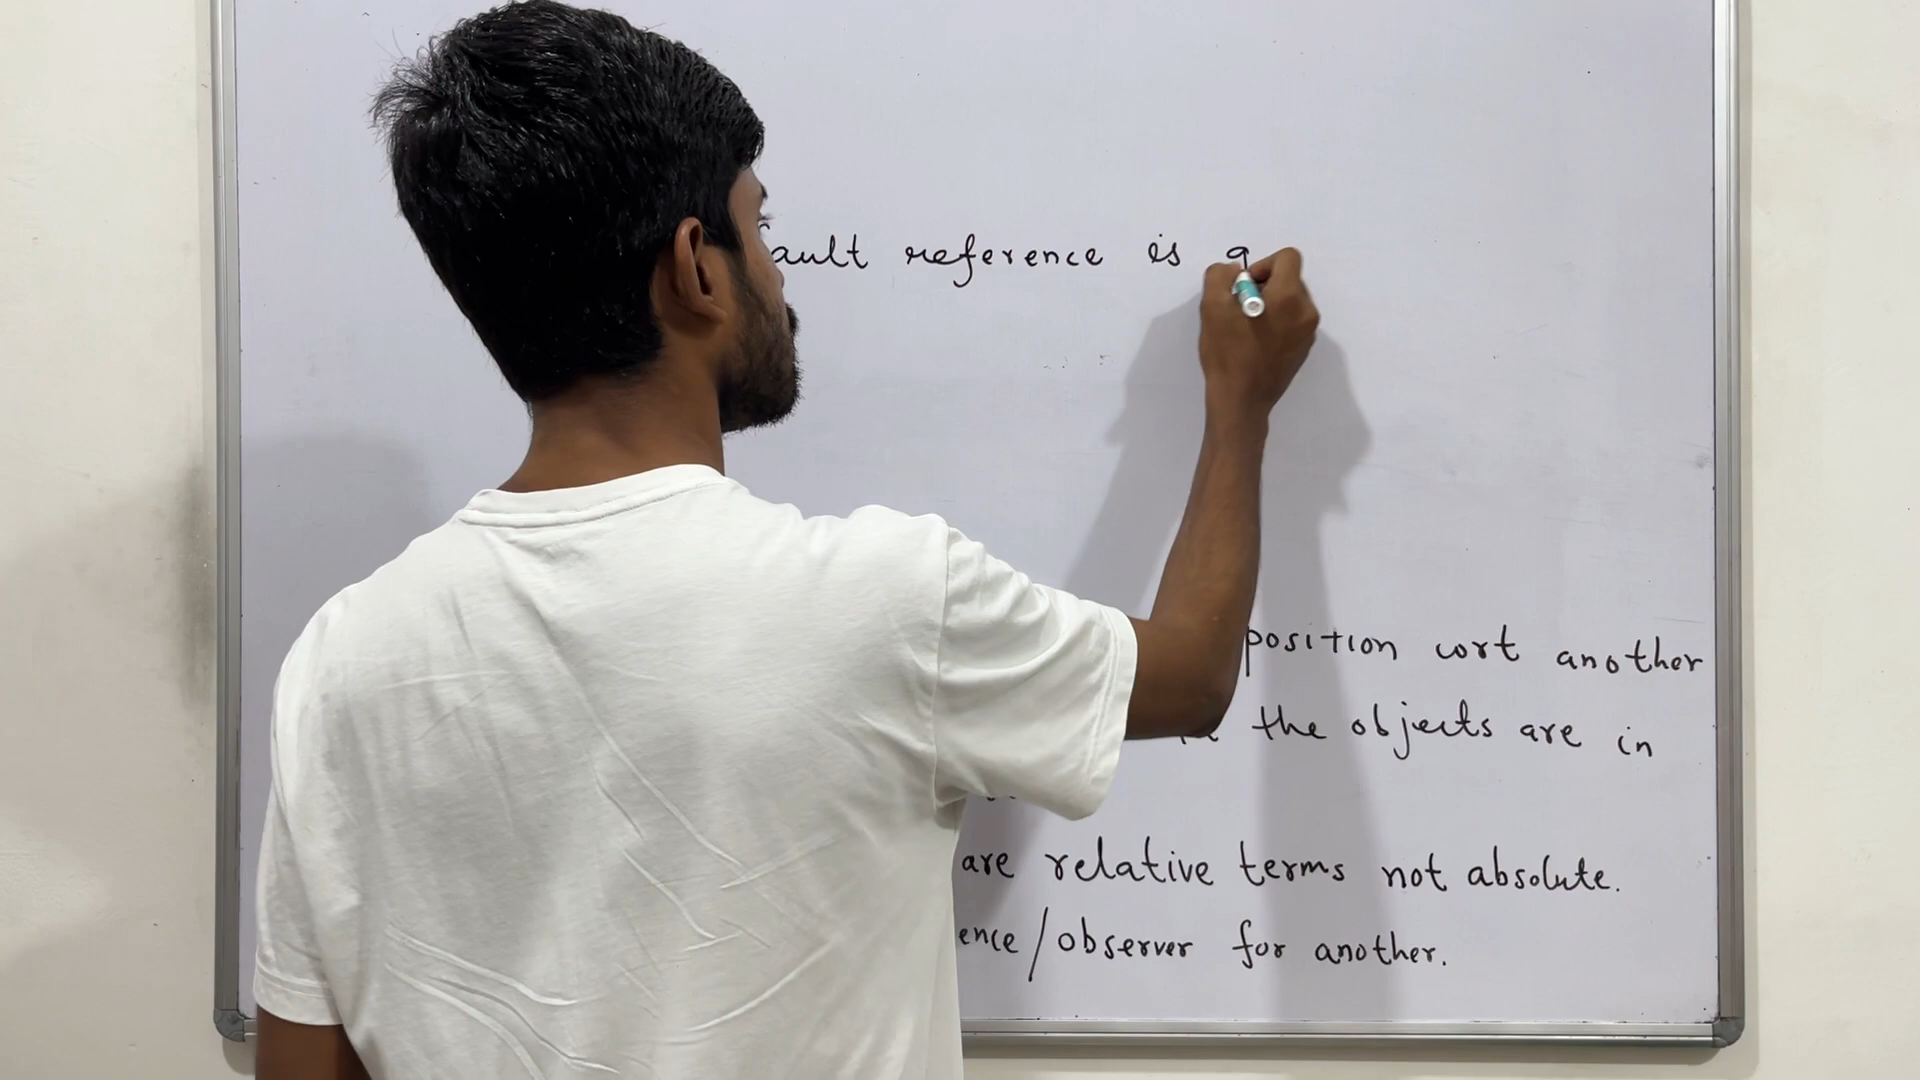 ault reference is g
position wrt another
the objects are in
are relative terms not absolute.
ence/observer for another.